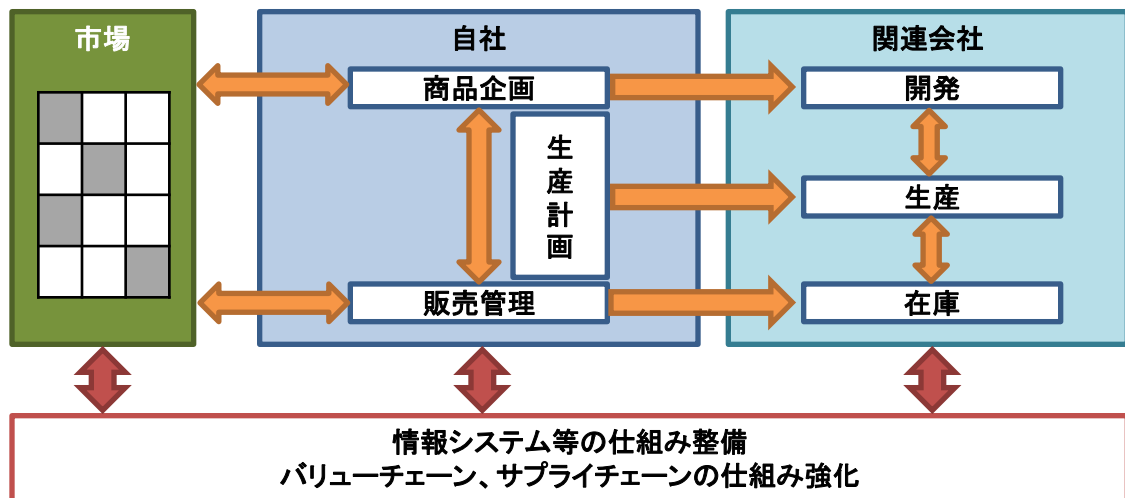 市場
自社
関連会社
商品企画
開発
生産計画
生産
販売管理
在庫
情報システム等の仕組み整備
バリューチェーン、サプライチェーンの仕組み強化